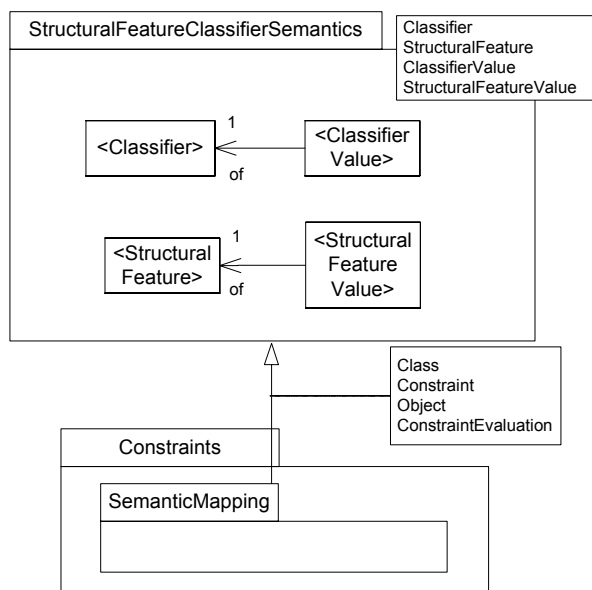 StructuralFeatureClassifierSemantics
Classifier
StructuralFeature
ClassifierValue
StructuralFeatureValue
<Classifier>
1
of
<Classifier
Value>
<Structural
Feature>
1
of
<Structural
Feature
Value>
Class
Constraint
Object
ConstraintEvaluation
Constraints
SemanticMapping